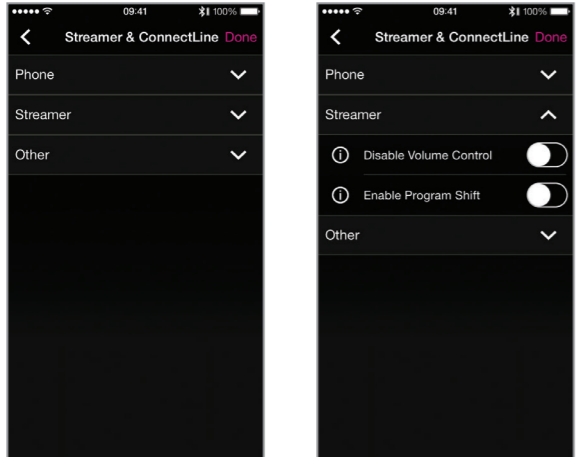 09:41 100%
Streamer & ConnectLine Done
Phone
Streamer
Other
09:41 100%
Streamer & ConnectLine Done
Phone
Streamer
Disable Volume Control
Enable Program Shift
Other